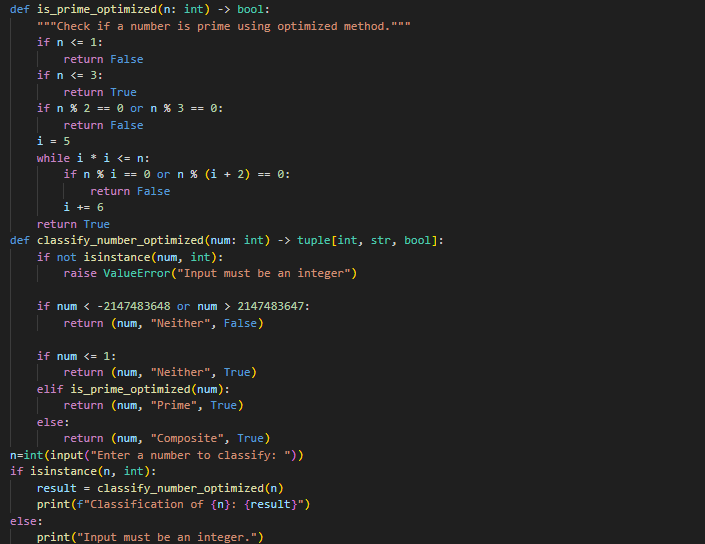 def is_prime_optimized(n: int) -> bool:
    """Check if a number is prime using optimized method."""
    if n <= 1:
        return False
    if n <= 3:
        return True
    if n % 2 == 0 or n % 3 == 0:
        return False
    i = 5
    while i * i <= n:
        if n % i == 0 or n % (i + 2) == 0:
            return False
        i += 6
    return True
def classify_number_optimized(num: int) -> tuple[int, str, bool]:
    if not isinstance(num, int):
        raise ValueError("Input must be an integer")

    if num < -2147483648 or num > 2147483647:
        return (num, "Neither", False)

    if num <= 1:
        return (num, "Neither", True)
    elif is_prime_optimized(num):
        return (num, "Prime", True)
    else:
        return (num, "Composite", True)
n=int(input("Enter a number to classify: "))
if isinstance(n, int):
    result = classify_number_optimized(n)
    print(f"Classification of {n}: {result}")
else:
    print("Input must be an integer.")